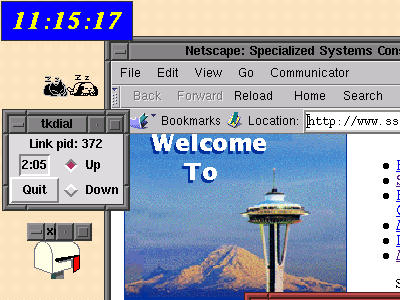 11:15:17
Netscape: Specialized Systems Cons
File Edit View Go Communicator
Back Forward Reload Home Search
Bookmarks Location: http://www.ss
tkdial
Link pid: 372
2:05 Up
Quit Down
Welcome
To
z z
z z